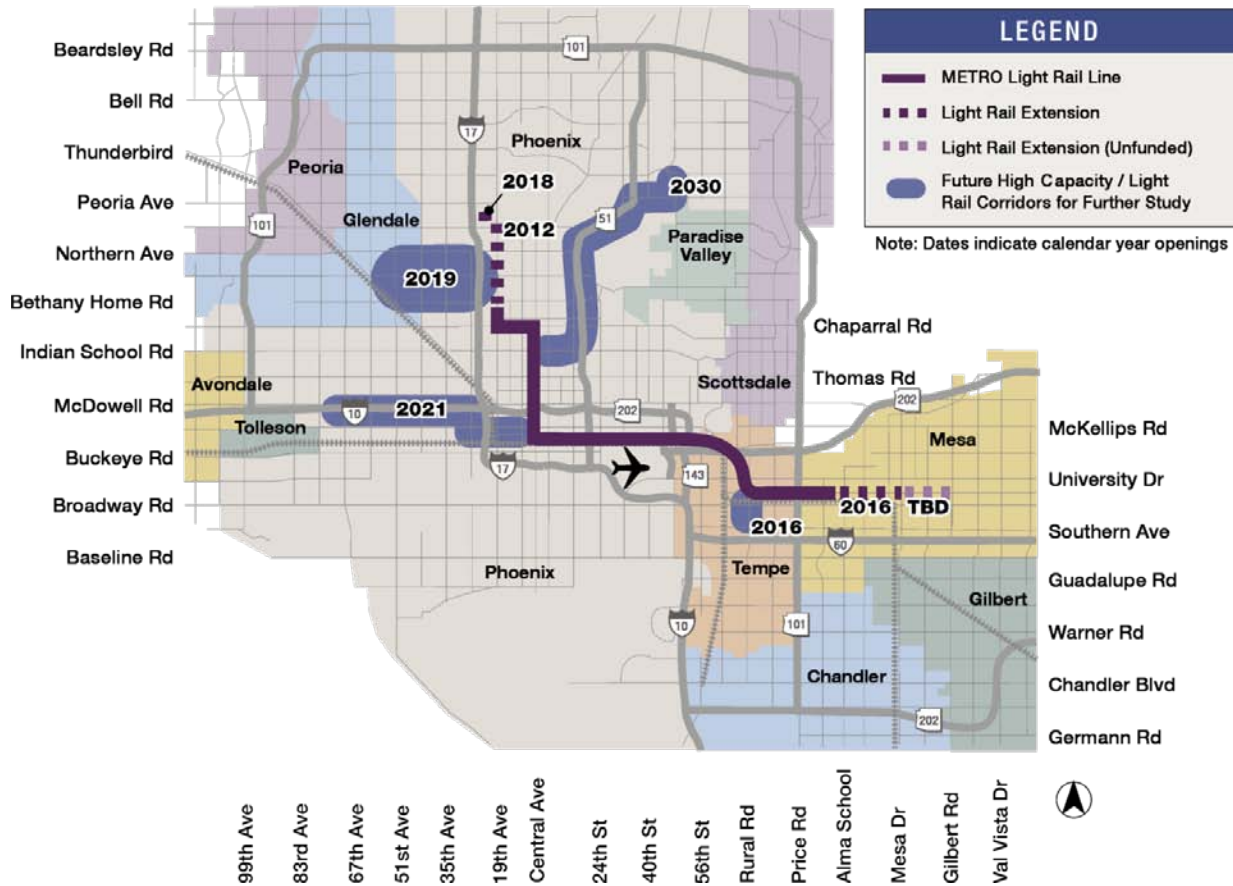 Beardsley Rd
Bell Rd
Thunderbird
Peoria Ave
Northern Ave
Bethany Home Rd
Indian School Rd
McDowell Rd
Buckeye Rd
Broadway Rd
Baseline Rd
101
17
Phoenix
Peoria
2018
2030
Glendale
2012
51
101
Paradise
Valley
2019
Avondale
Scottsdale
10
2021
202
Tolleson
17
143
2016
2016
TBD
60
Phoenix
Tempe
10
101
Chandler
202
Gilbert
Mesa
202
LEGEND
METRO Light Rail Line
Light Rail Extension
Light Rail Extension (Unfunded)
Future High Capacity / Light
Rail Corridors for Further Study
Note: Dates indicate calendar year openings
Chaparral Rd
Thomas Rd
McKellips Rd
University Dr
Southern Ave
Guadalupe Rd
Warner Rd
Chandler Blvd
Germann Rd
99th Ave
83rd Ave
67th Ave
51st Ave
35th Ave
19th Ave
Central Ave
24th St
40th St
56th St
Rural Rd
Price Rd
Alma School
Mesa Dr
Gilbert Rd
Val Vista Dr